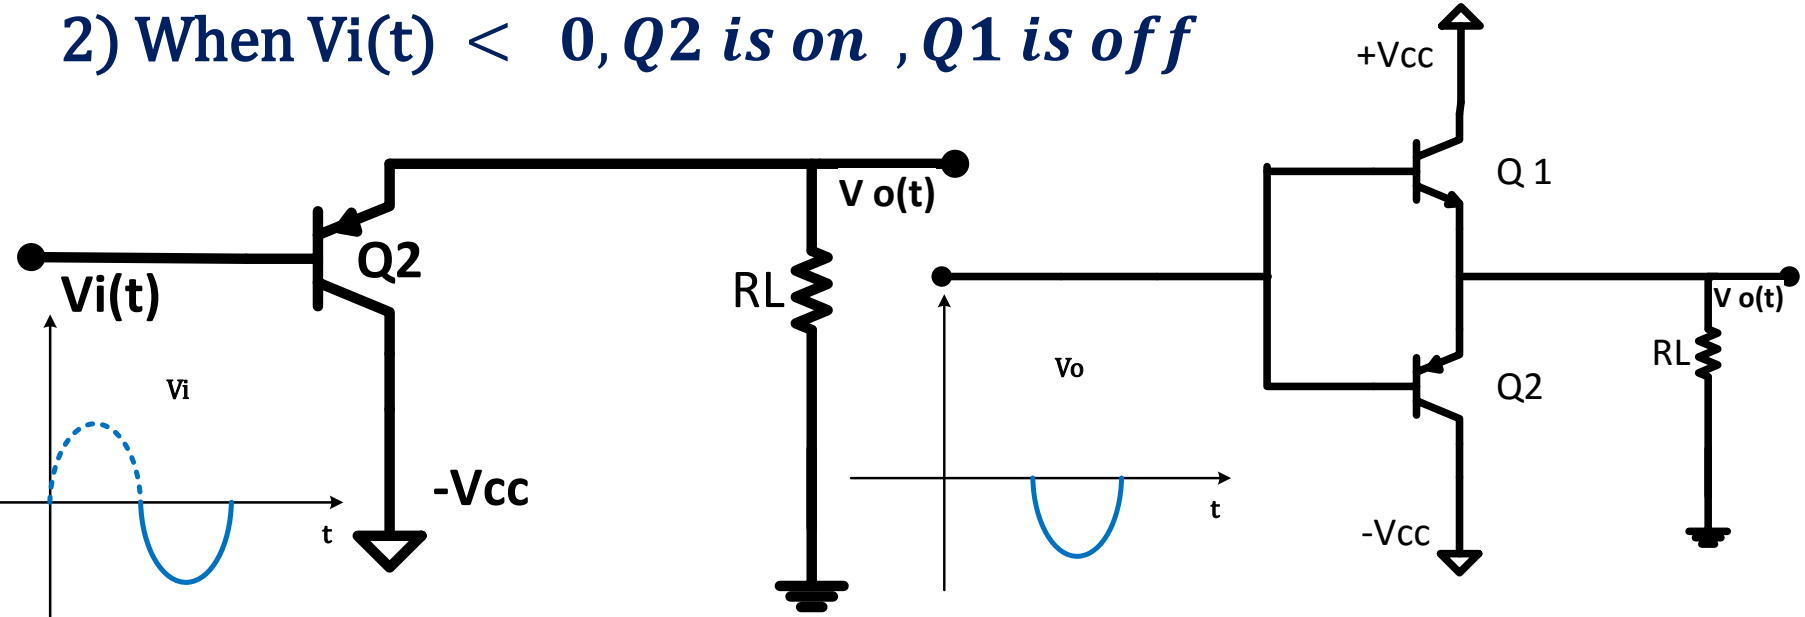 2) When Vi(t) < 0, Q2 is on , Q1 is off
V o(t)
Q2
Vi(t)
RL
Vi
-Vcc
t
+Vcc
Q 1
V o(t)
RL
Vo
Q2
t
-Vcc